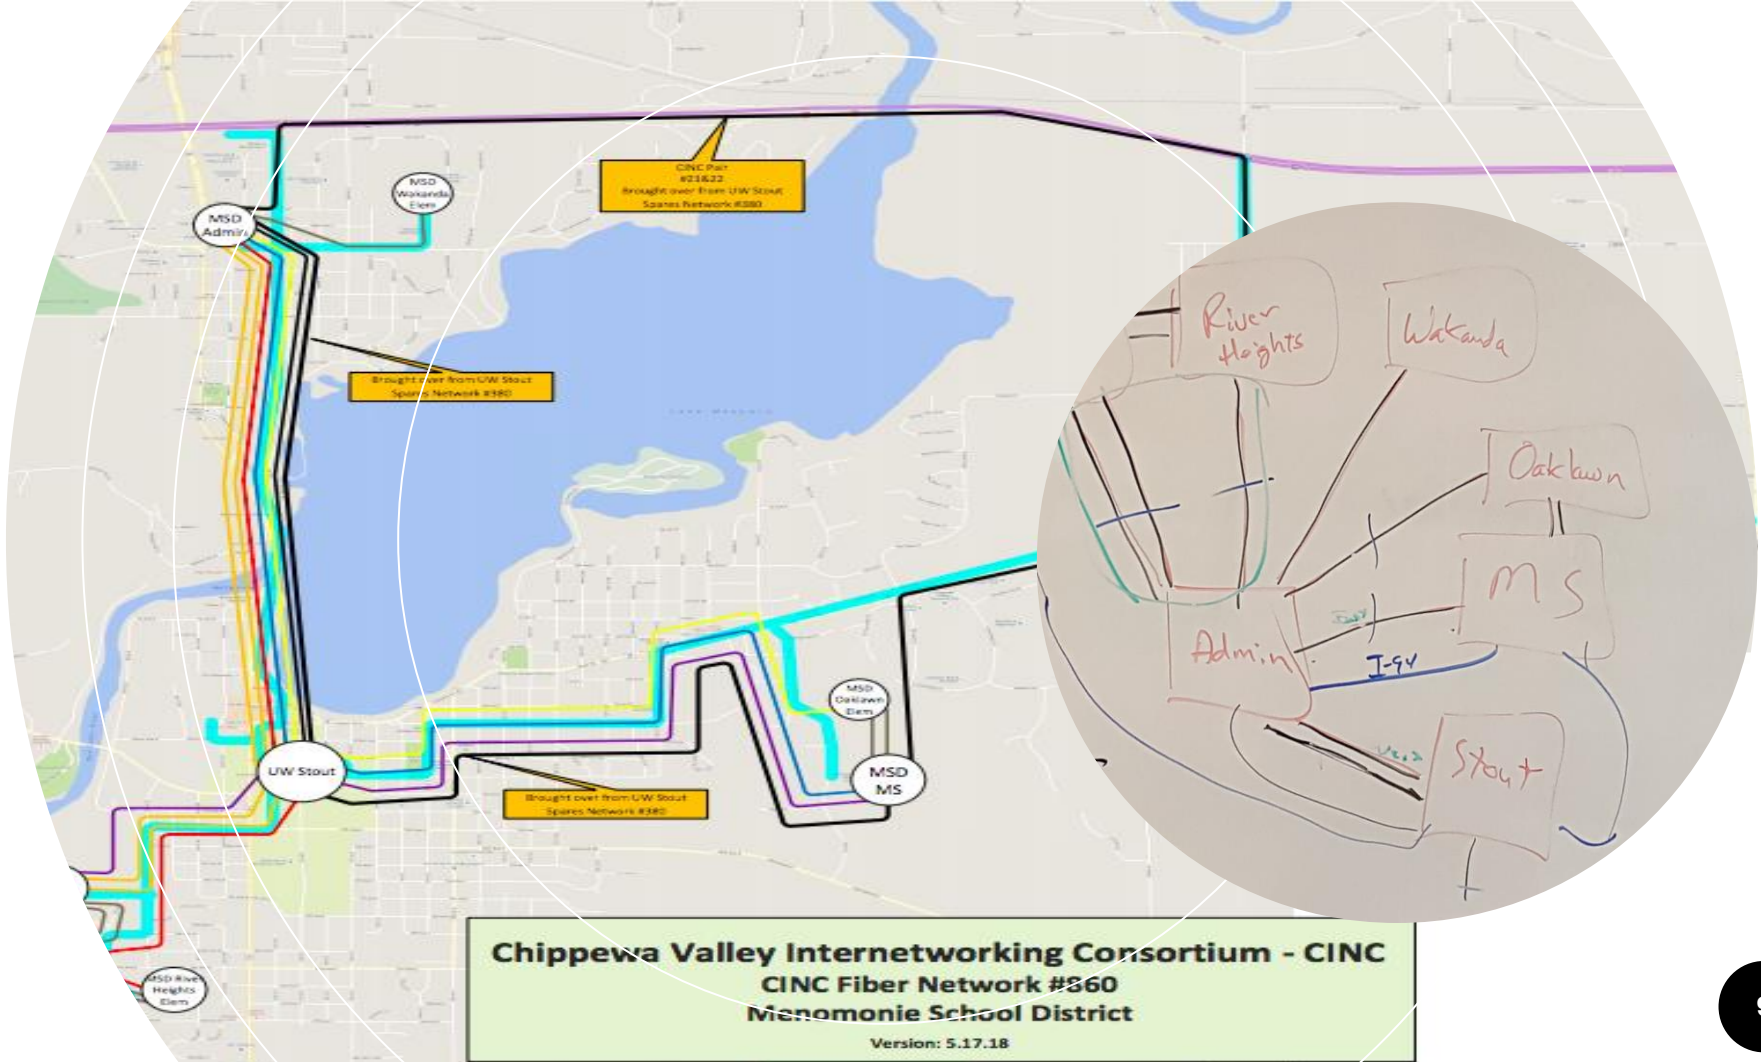 CINC Pair
#21&22
Brought over from UW Stout
Spares Network #380
MSD
Wakanda
Elem
MSD
Admin
Brought over from UW Stout
Spares Network #380
River
Heights
Wakanda
Oaklawn
MS
Admin
I-94
Stout
MSD
Oaklawn
Elem
UW Stout
MSD
MS
Brought over from UW Stout
Spares Network #380
MSD River
Heights
Elem
Chippewa Valley Internetworking Consortium - CINC
CINC Fiber Network #860
Menomonie School District
Version: 5.17.18
9